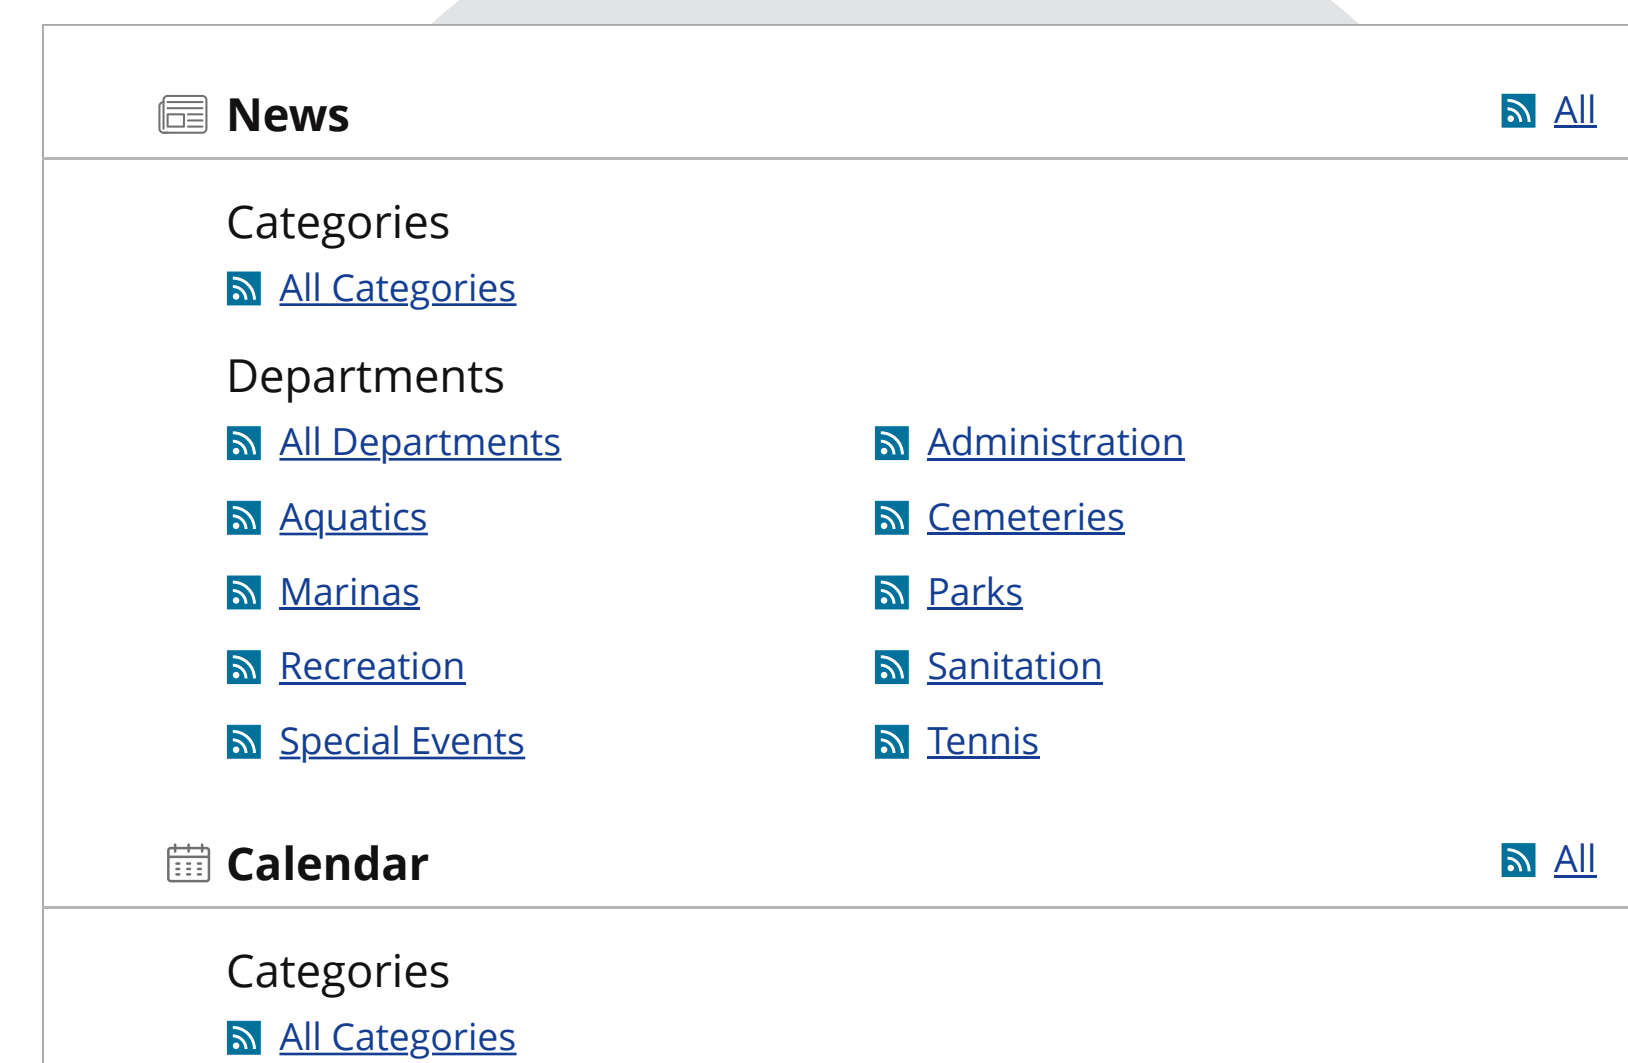 News All
Categories
All Categories
Departments
All Departments Administration
Aquatics Cemeteries
Marinas Parks
Recreation Sanitation
Special Events Tennis
Calendar All
Categories
All Categories